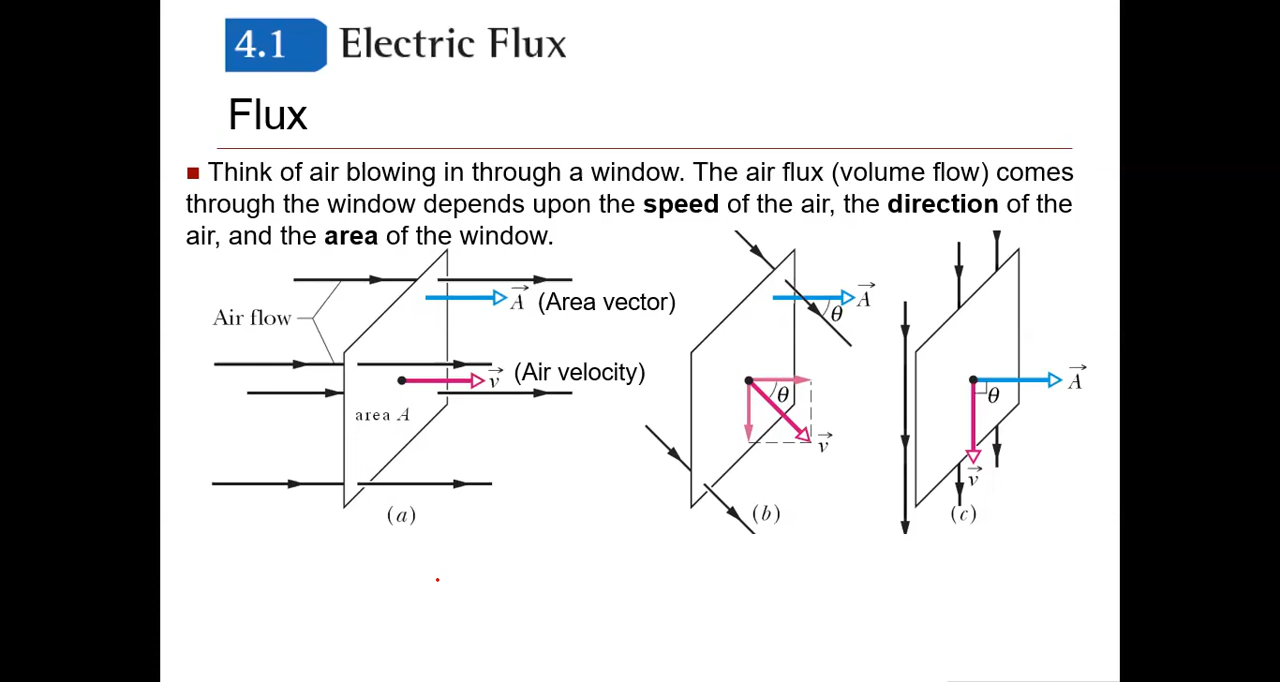 4.1 Electric Flux
Flux
■ Think of air blowing in through a window. The air flux (volume flow) comes
through the window depends upon the speed of the air, the direction of the
air, and the area of the window.
Air flow
A⃗ (Area vector)
v⃗ (Air velocity)
area A
(a)
A⃗
θ
θ
v⃗
(b)
A⃗
θ
v⃗
(c)